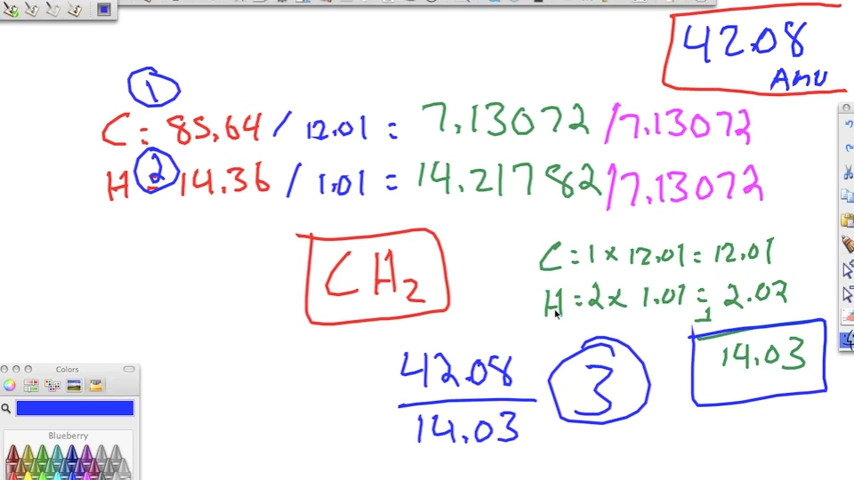 42.08
Amu
1
C = 85.64 / 12.01 = 7.13072 / 7.13072
2
H = 14.36 / 1.01 = 14.21782 / 7.13072
CH2
C = 1 x 12.01 = 12.01
H = 2 x 1.01 = 2.02
1
14.03
42.08
14.03
3
Colors
Blueberry